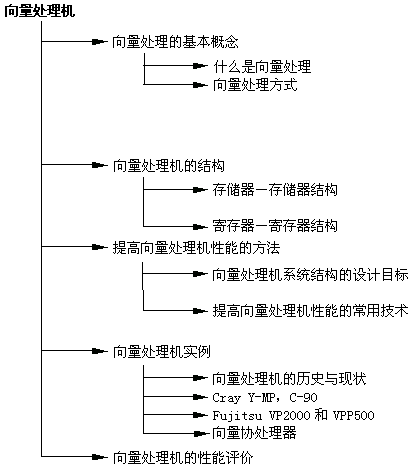 向量处理机
向量处理的基本概念
什么是向量处理
向量处理方式
向量处理机的结构
存储器—存储器结构
寄存器—寄存器结构
提高向量处理机性能的方法
向量处理机系统结构的设计目标
提高向量处理机性能的常用技术
向量处理机实例
向量处理机的历史与现状
Cray Y-MP, C-90
Fujitsu VP2000 和 VPP500
向量协处理器
向量处理机的性能评价